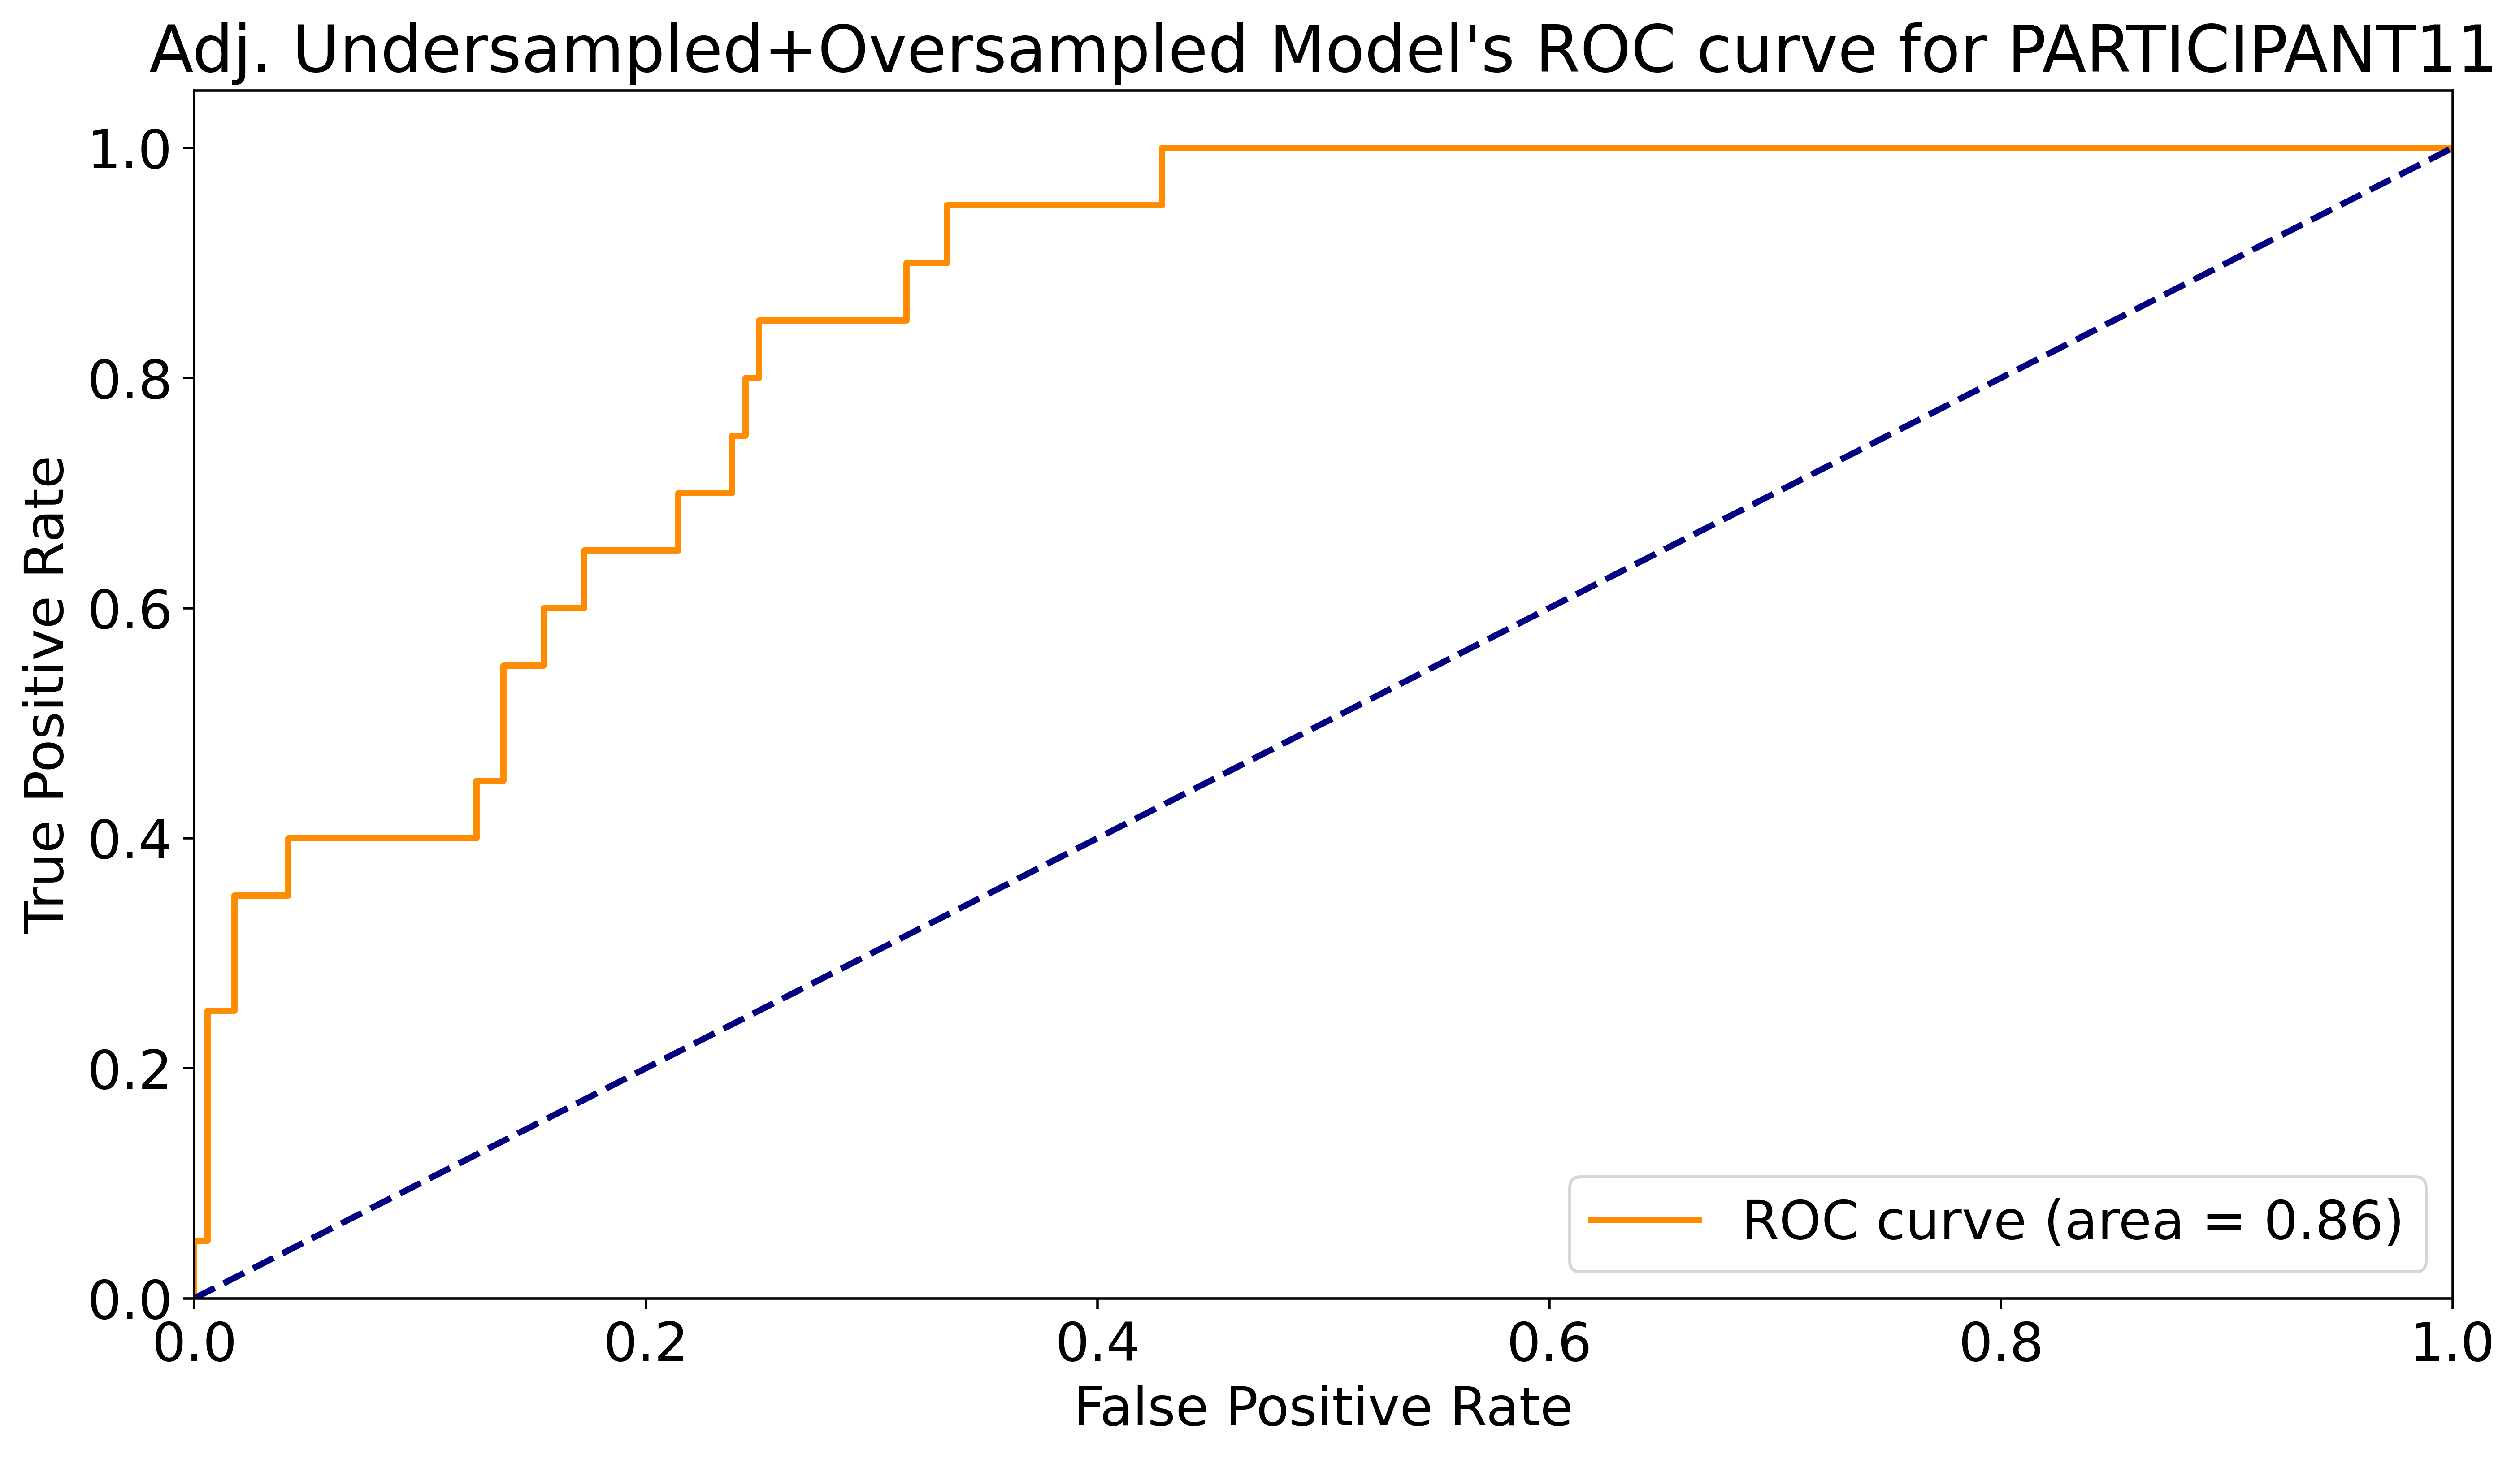 Adj. Undersampled+Oversampled Model's ROC curve for PARTICIPANT11
True Positive Rate
1.0
0.8
0.6
0.4
0.2
0.0
0.0 0.2 0.4 0.6 0.8 1.0
False Positive Rate
ROC curve (area = 0.86)